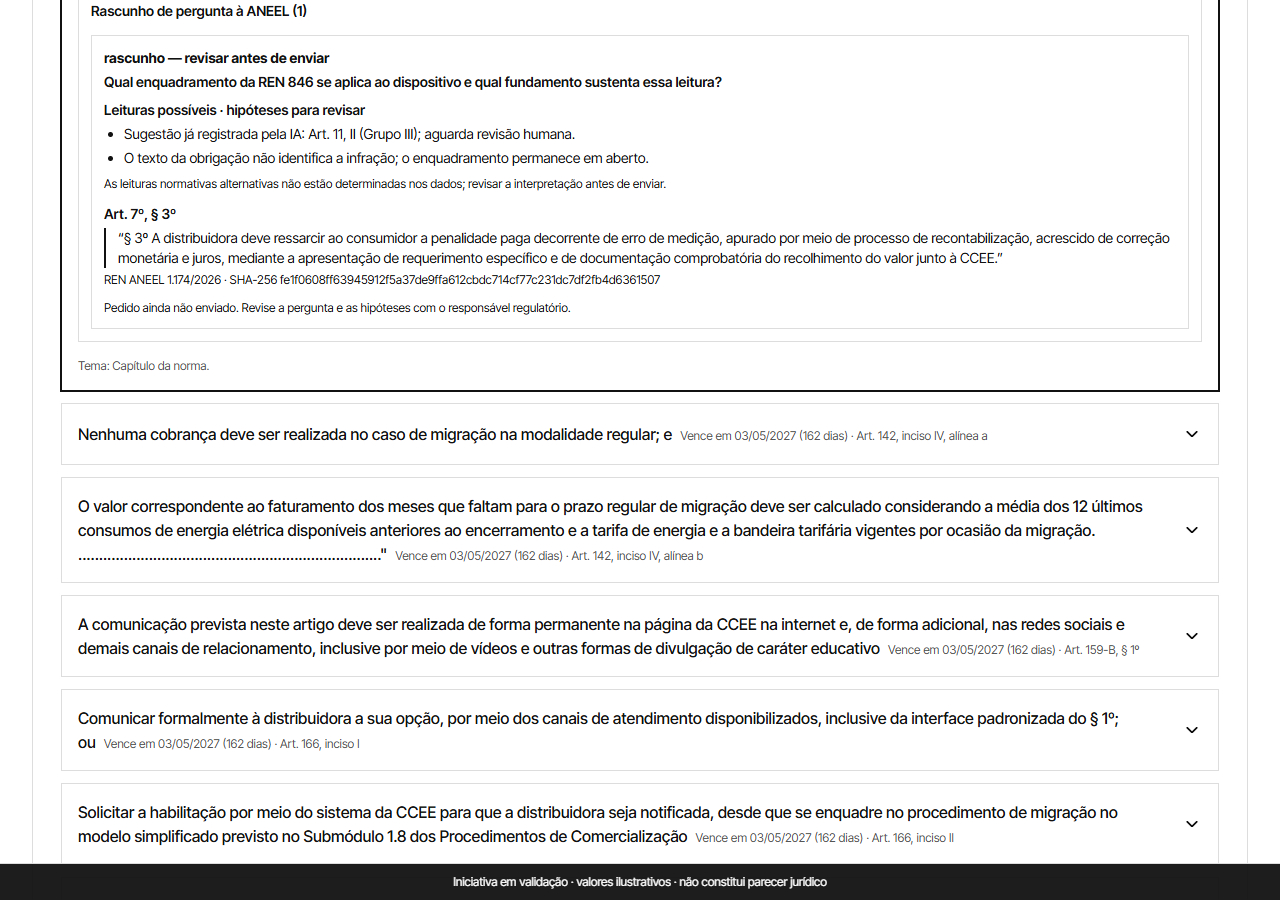 Rascunho de pergunta à ANEEL (1)
rascunho — revisar antes de enviar
Qual enquadramento da REN 846 se aplica ao dispositivo e qual fundamento sustenta essa leitura?
Leituras possíveis · hipóteses para revisar
• Sugestão já registrada pela IA: Art. 11, II (Grupo III); aguarda revisão humana.
• O texto da obrigação não identifica a infração; o enquadramento permanece em aberto.
As leituras normativas alternativas não estão determinadas nos dados; revisar a interpretação antes de enviar.
Art. 7º, § 3º
“§ 3º A distribuidora deve ressarcir ao consumidor a penalidade paga decorrente de erro de medição, apurado por meio de processo de recontabilização, acrescido de correção
monetária e juros, mediante a apresentação de requerimento específico e de documentação comprobatória do recolhimento do valor junto à CCEE.”
REN ANEEL 1.174/2026 · SHA-256 fe1f0608ff63945912f5a37de9ffa612cbdc714cf77c231dc7df2fb4d6361507
Pedido ainda não enviado. Revise a pergunta e as hipóteses com o responsável regulatório.
Tema: Capítulo da norma.
Nenhuma cobrança deve ser realizada no caso de migração na modalidade regular; e Vence em 03/05/2027 (162 dias) · Art. 142, inciso IV, alínea a
O valor correspondente ao faturamento dos meses que faltam para o prazo regular de migração deve ser calculado considerando a média dos 12 últimos
consumos de energia elétrica disponíveis anteriores ao encerramento e a tarifa de energia e a bandeira tarifária vigentes por ocasião da migração.
........................................................................." Vence em 03/05/2027 (162 dias) · Art. 142, inciso IV, alínea b
A comunicação prevista neste artigo deve ser realizada de forma permanente na página da CCEE na internet e, de forma adicional, nas redes sociais e
demais canais de relacionamento, inclusive por meio de vídeos e outras formas de divulgação de caráter educativo Vence em 03/05/2027 (162 dias) · Art. 159-B, § 1º
Comunicar formalmente à distribuidora a sua opção, por meio dos canais de atendimento disponibilizados, inclusive da interface padronizada do § 1º;
ou Vence em 03/05/2027 (162 dias) · Art. 166, inciso I
Solicitar a habilitação por meio do sistema da CCEE para que a distribuidora seja notificada, desde que se enquadre no procedimento de migração no
modelo simplificado previsto no Submódulo 1.8 dos Procedimentos de Comercialização Vence em 03/05/2027 (162 dias) · Art. 166, inciso II
Iniciativa em validação · valores ilustrativos · não constitui parecer jurídico